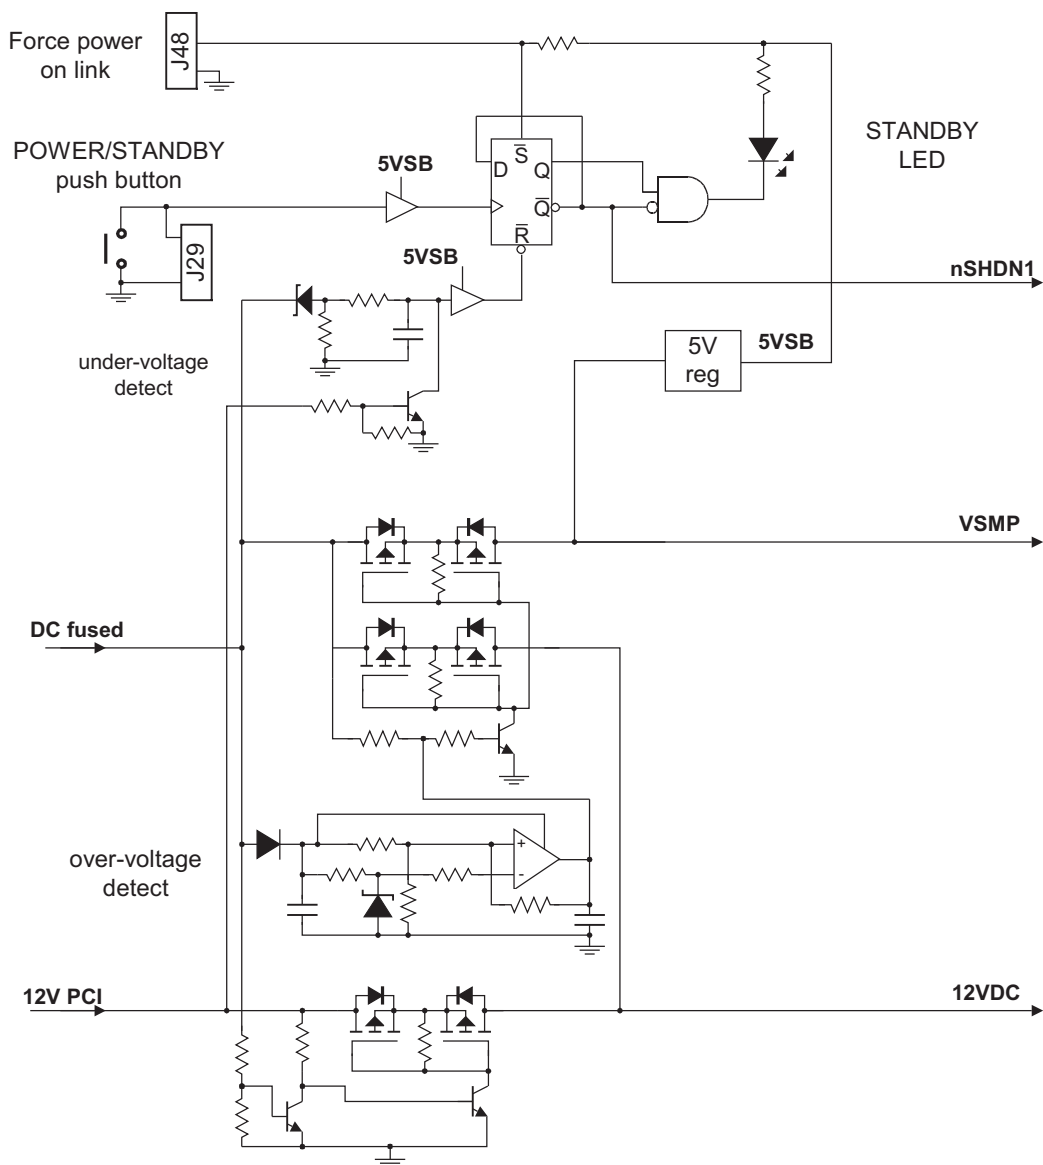 Force power
on link
J48
STANDBY
LED
POWER/STANDBY
push button
5VSB
S
D
Q
Q
R
J29
5VSB
nSHDN1
under-voltage
detect
5V
reg
5VSB
VSMP
DC fused
over-voltage
detect
+
-
12V PCI
12VDC